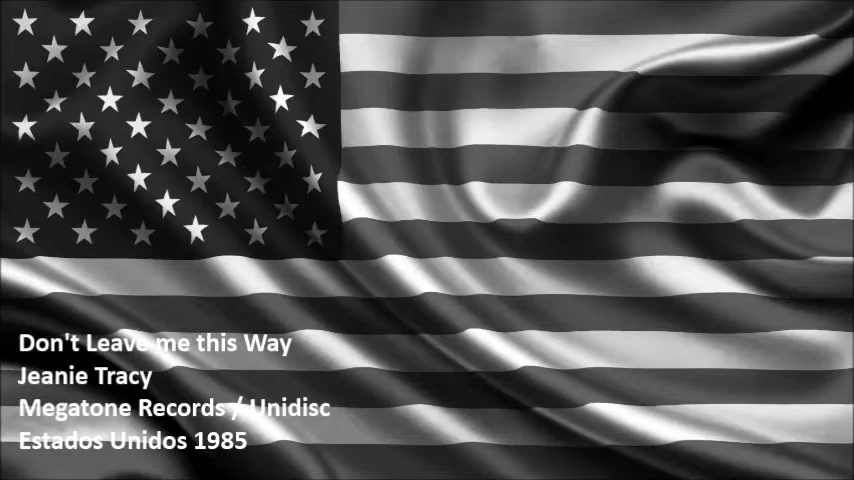 Don't Leave me this Way
Jeanie Tracy
Megatone Records / Unidisc
Estados Unidos 1985